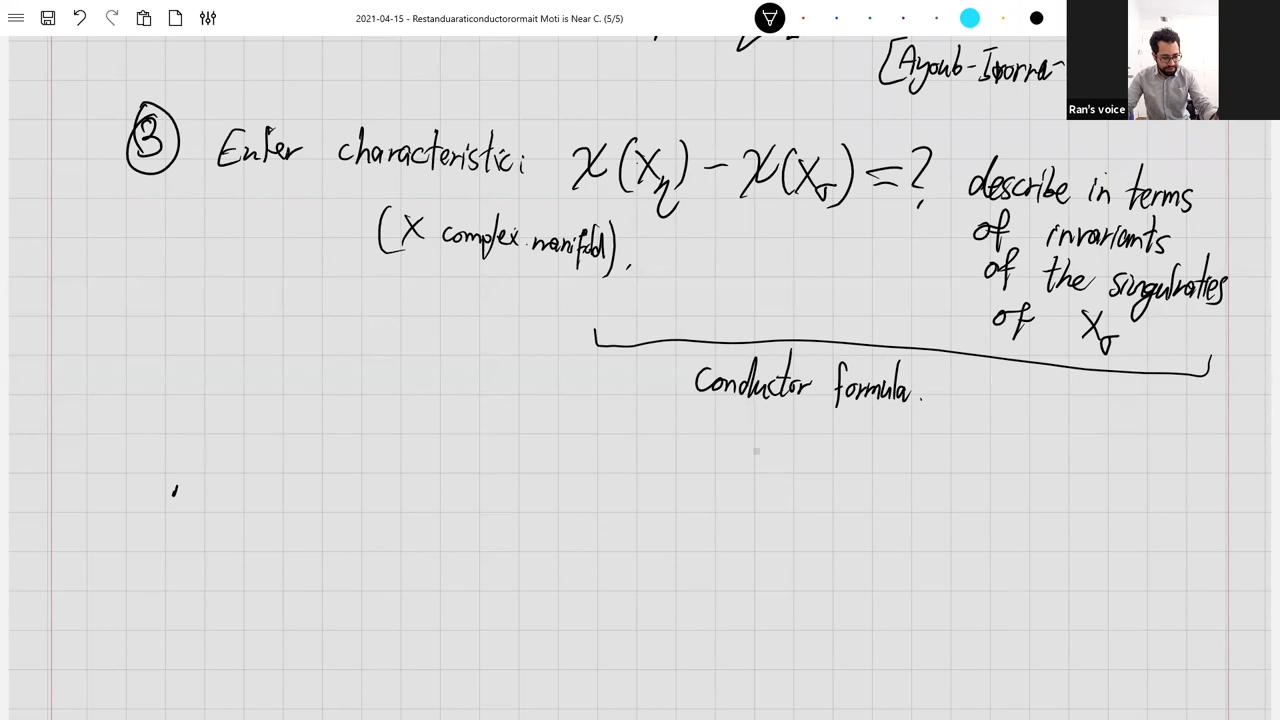 2021-04-15 - Restanduaraticonductorormait Moti is Near C. (5/5)
Ran's voice
[Ayoub-Ivorra-
③ Euler characteristic: χ(X_η) - χ(X_σ) = ? describe in terms
(X complex manifold). of invariants
of the singularities
of X_σ
Conductor formula.